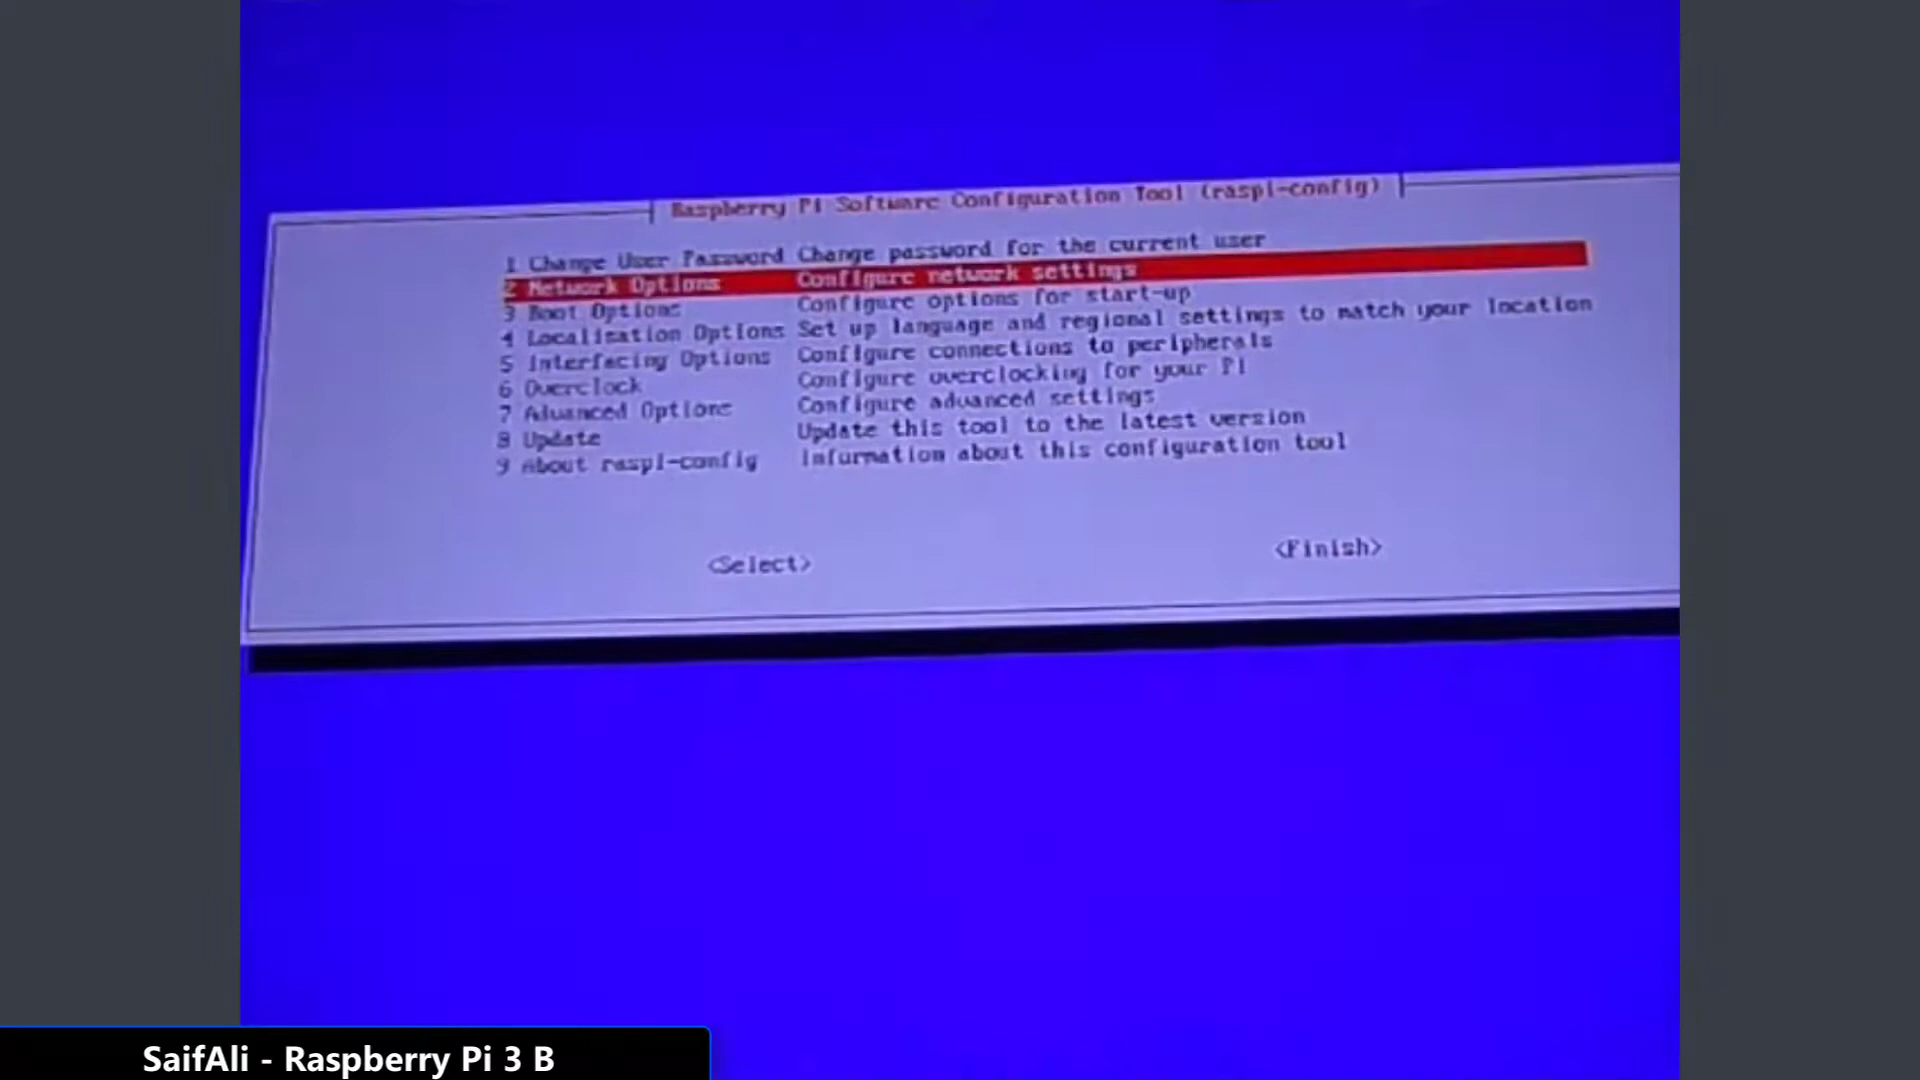 Raspberry Pi Software Configuration Tool (raspi-config)
1 Change User Password Change password for the current user
2 Network Options Configure network settings
3 Boot Options Configure options for start-up
4 Localisation Options Set up language and regional settings to match your location
5 Interfacing Options Configure connections to peripherals
6 Overclock Configure overclocking for your Pi
7 Advanced Options Configure advanced settings
8 Update Update this tool to the latest version
9 About raspi-config Information about this configuration tool
<Select> <Finish>
SaifAli - Raspberry Pi 3 B